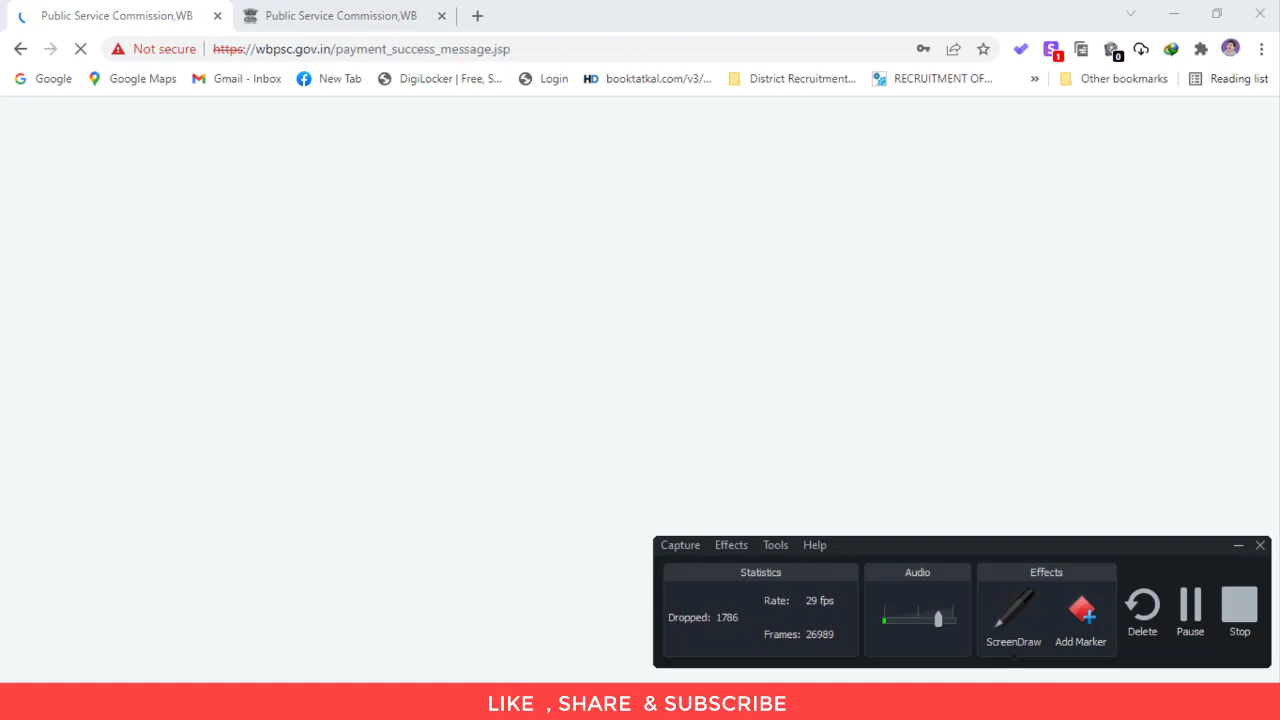 Public Service Commission,WB
Public Service Commission,WB
Not secure
https://wbpsc.gov.in/payment_success_message.jsp
1
0
Google
Google Maps
Gmail - Inbox
New Tab
DigiLocker | Free, S...
Login
HD booktatkal.com/v3/...
District Recruitment...
RECRUITMENT OF...
»
Other bookmarks
Reading list
Capture Effects Tools Help
Statistics
Audio
Effects
Rate: 29 fps
Dropped: 1786
Frames: 26989
ScreenDraw
Add Marker
Delete
Pause
Stop
LIKE , SHARE & SUBSCRIBE